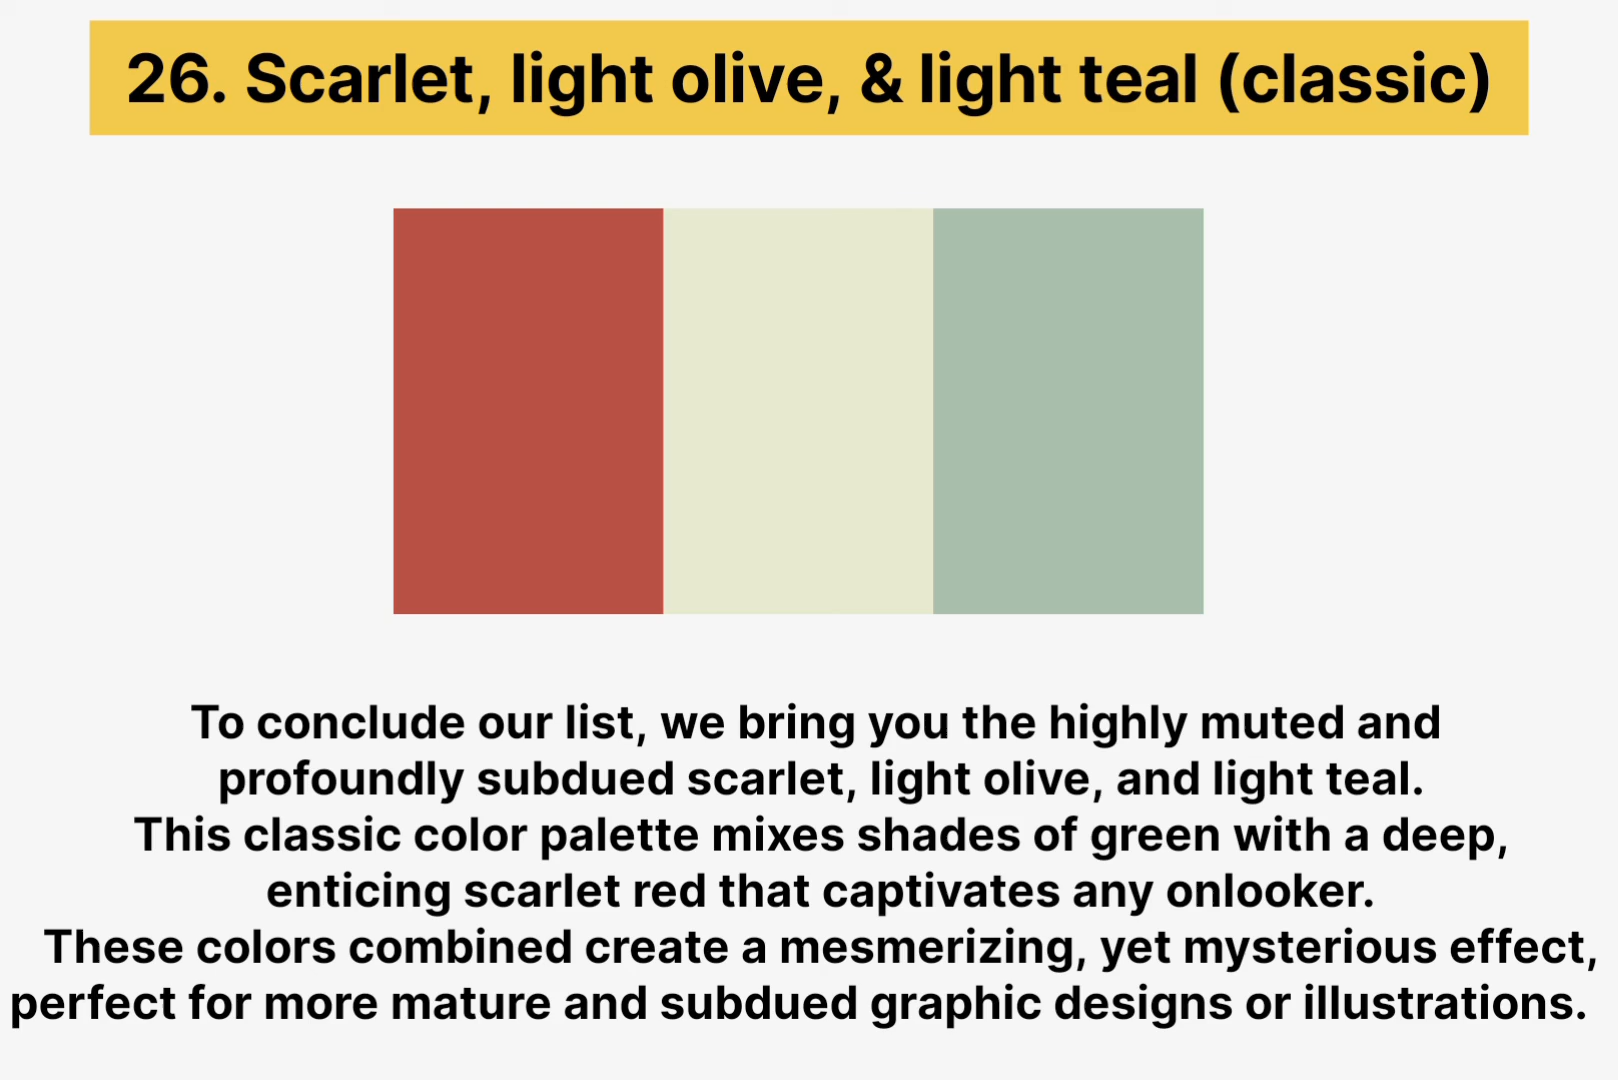 26. Scarlet, light olive, & light teal (classic)
To conclude our list, we bring you the highly muted and
profoundly subdued scarlet, light olive, and light teal.
This classic color palette mixes shades of green with a deep,
enticing scarlet red that captivates any onlooker.
These colors combined create a mesmerizing, yet mysterious effect,
perfect for more mature and subdued graphic designs or illustrations.